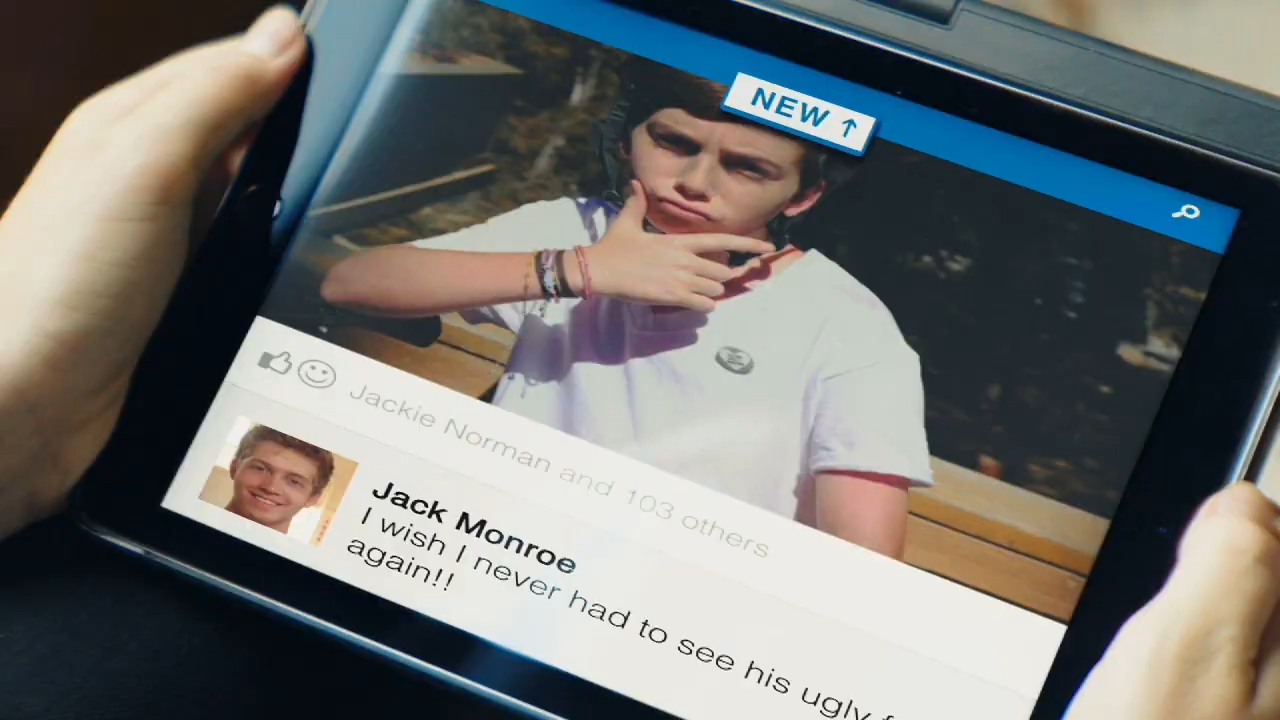 NEW ↑
Jackie Norman and 103 others
Jack Monroe
I wish I never had to see his ugly
again!!